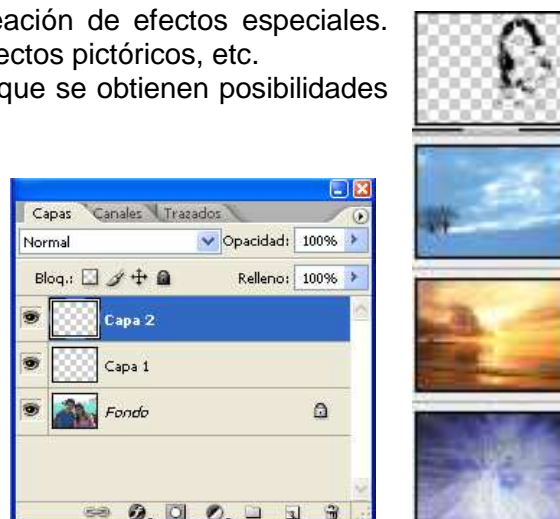 eación de efectos especiales.
ectos pictóricos, etc.
que se obtienen posibilidades
Capas Canales Trazados
Normal Opacidad: 100%
Bloq.: Relleno: 100%
Capa 2
Capa 1
Fondo